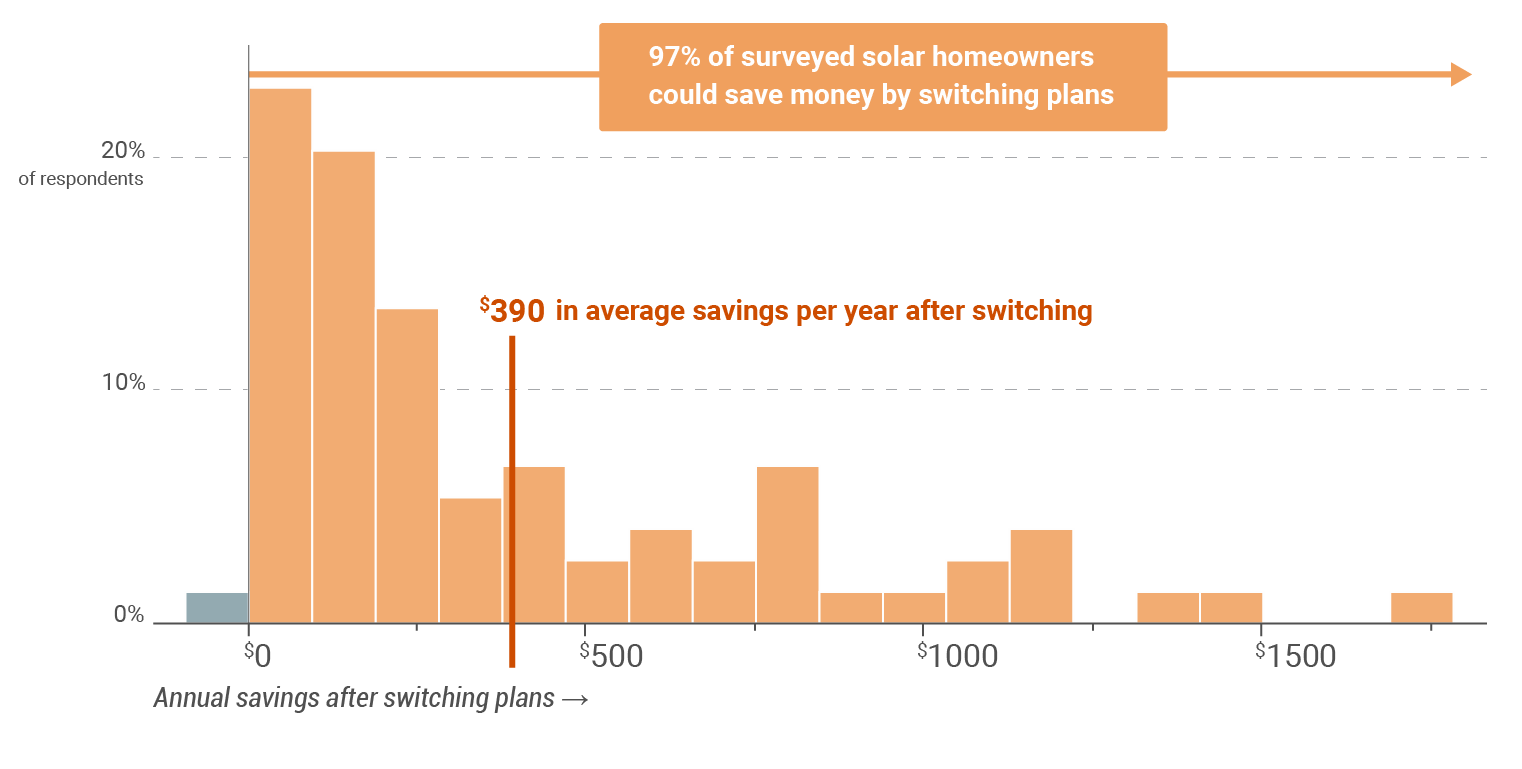 97% of surveyed solar homeowners
could save money by switching plans
20%
of respondents
$390 in average savings per year after switching
10%
0%
$0 $500 $1000 $1500
Annual savings after switching plans →